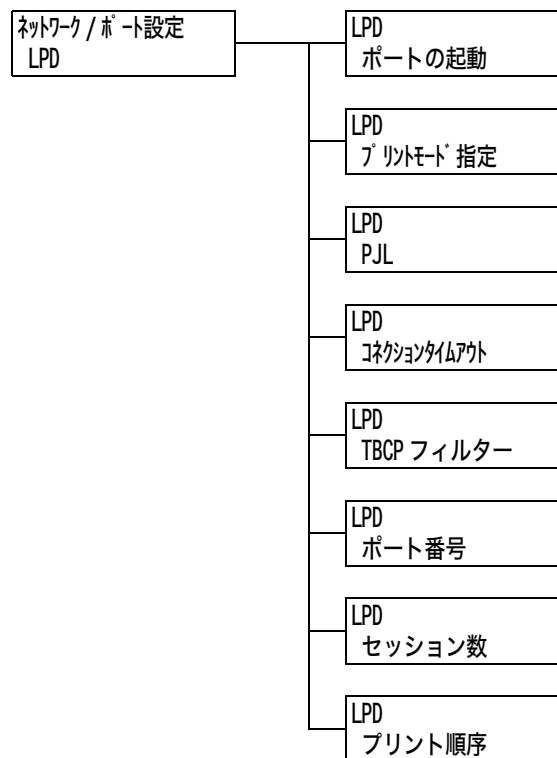 ﾈｯﾄﾜｰｸ / ﾎﾟｰﾄ設定
LPD
LPD
ポートの起動
LPD
ﾌﾟﾘﾝﾄﾓｰﾄﾞ指定
LPD
PJL
LPD
ｺﾈｸｼｮﾝﾀｲﾑｱｳﾄ
LPD
TBCP フィルター
LPD
ポート番号
LPD
セッション数
LPD
プリント順序